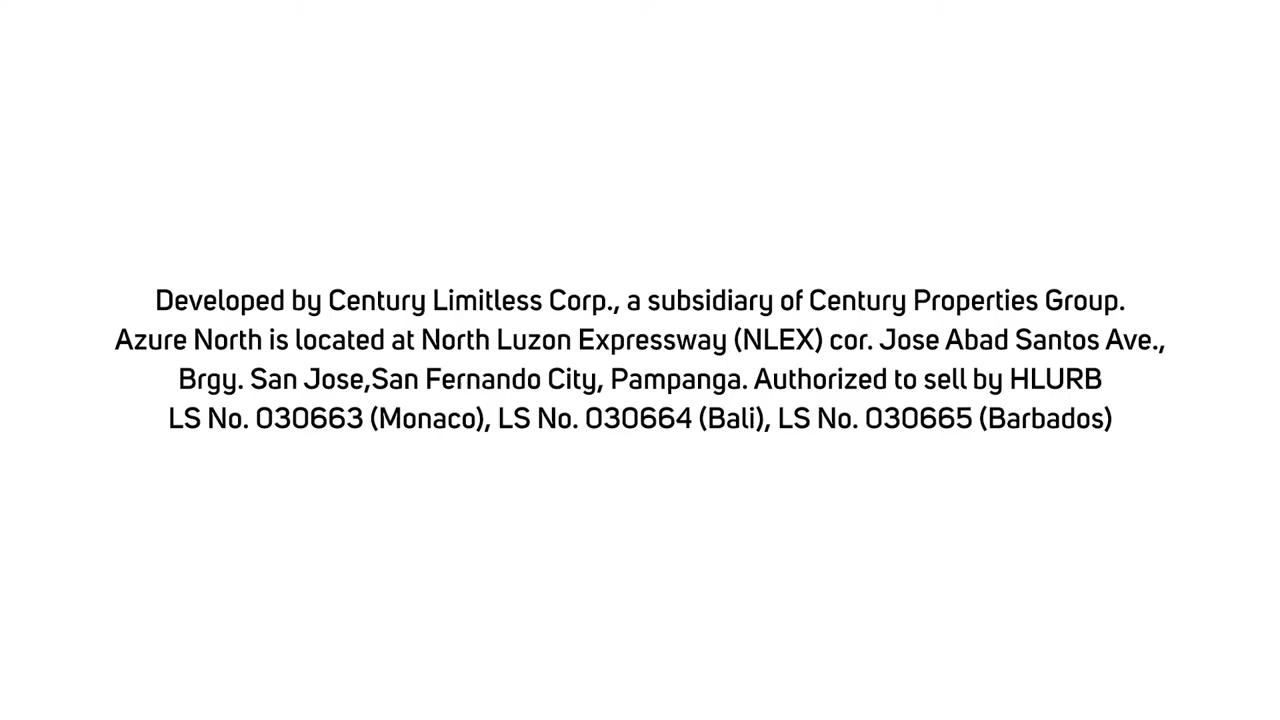 Developed by Century Limitless Corp., a subsidiary of Century Properties Group.
Azure North is located at North Luzon Expressway (NLEX) cor. Jose Abad Santos Ave.,
Brgy. San Jose,San Fernando City, Pampanga. Authorized to sell by HLURB
LS No. 030663 (Monaco), LS No. 030664 (Bali), LS No. 030665 (Barbados)